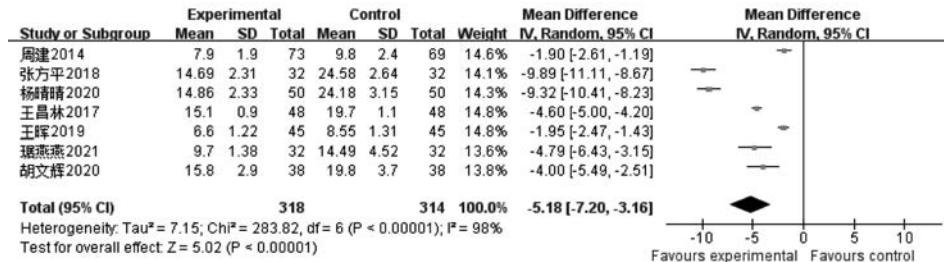 Experimental Control Mean Difference Mean Difference
Study or Subgroup Mean SD Total Mean SD Total Weight IV, Random, 95% CI IV, Random, 95% CI
周建2014 7.9 1.9 73 9.8 2.4 69 14.6% -1.90 [-2.61, -1.19]
张方平2018 14.69 2.31 32 24.58 2.64 32 14.2% -9.89 [-11.11, -8.67]
杨晴晴2020 14.86 2.33 50 24.18 3.15 50 14.3% -9.32 [-10.41, -8.23]
王昌林2017 15.1 0.9 48 19.7 1.1 48 14.7% -4.60 [-5.00, -4.20]
王晖2019 6.6 1.22 45 8.55 1.31 45 14.7% -1.95 [-2.47, -1.43]
琚燕燕2021 9.7 1.38 32 14.49 4.52 32 13.6% -4.79 [-6.43, -3.15]
胡文辉2020 15.8 2.9 38 19.8 3.7 38 13.8% -4.00 [-5.49, -2.51]
Total (95% CI) 318 314 100.0% -5.18 [-7.20, -3.16]
Heterogeneity: Tau² = 7.15; Chi² = 283.82, df = 6 (P < 0.00001); I² = 98%
Test for overall effect: Z = 5.02 (P < 0.00001)
-10 -5 0 5 10
Favours experimental Favours control